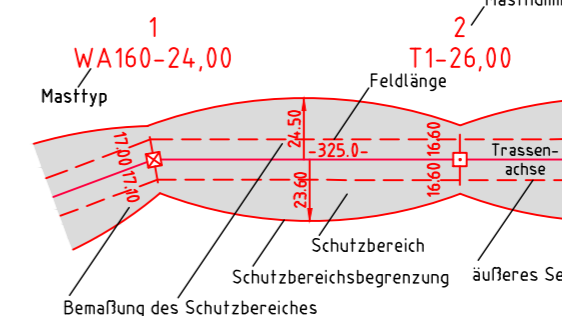 1
WA160-24,00
2
T1-26,00
Masttyp
Feldlänge
17.00
17.10
24.50
-325.0-
23.60
16.60
16.60
Trassen-
achse
Schutzbereich
Schutzbereichsbegrenzung
äußeres
Bemaßung des Schutzbereiches